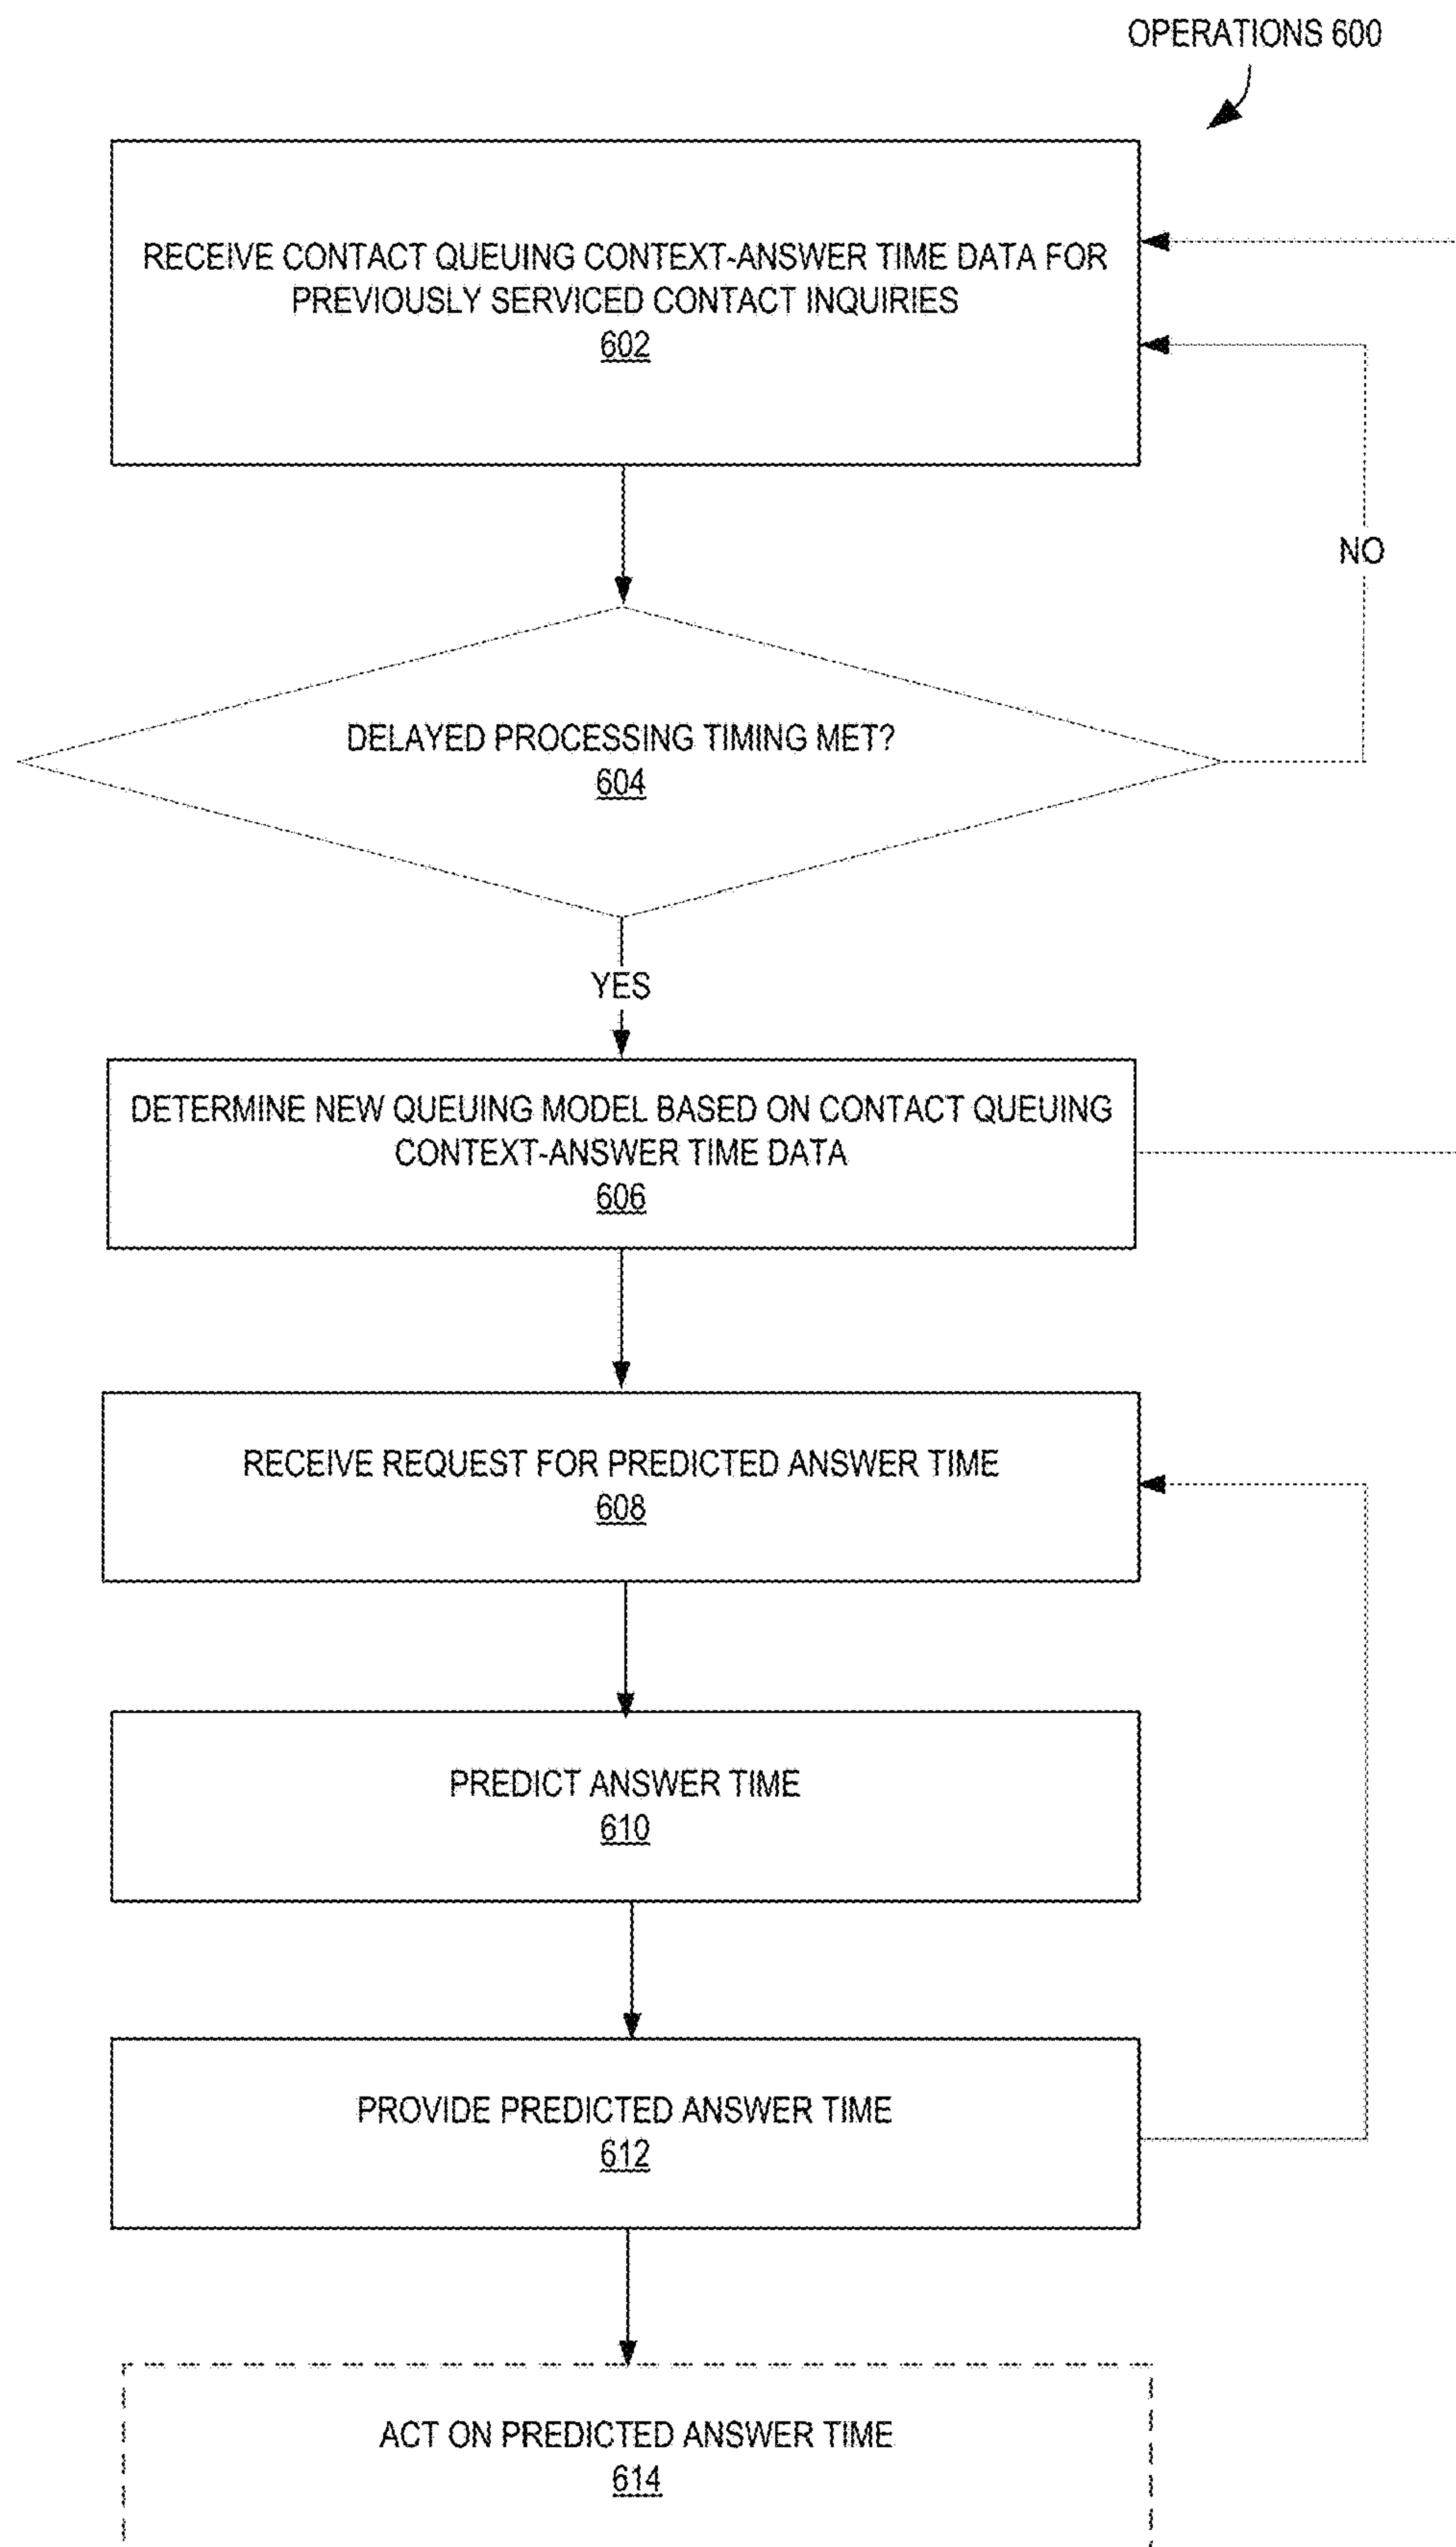 OPERATIONS 600
RECEIVE CONTACT QUEUING CONTEXT-ANSWER TIME DATA FOR
PREVIOUSLY SERVICED CONTACT INQUIRIES
602
NO
DELAYED PROCESSING TIMING MET?
604
YES
DETERMINE NEW QUEUING MODEL BASED ON CONTACT QUEUING
CONTEXT-ANSWER TIME DATA
606
RECEIVE REQUEST FOR PREDICTED ANSWER TIME
608
PREDICT ANSWER TIME
610
PROVIDE PREDICTED ANSWER TIME
612
ACT ON PREDICTED ANSWER TIME
614